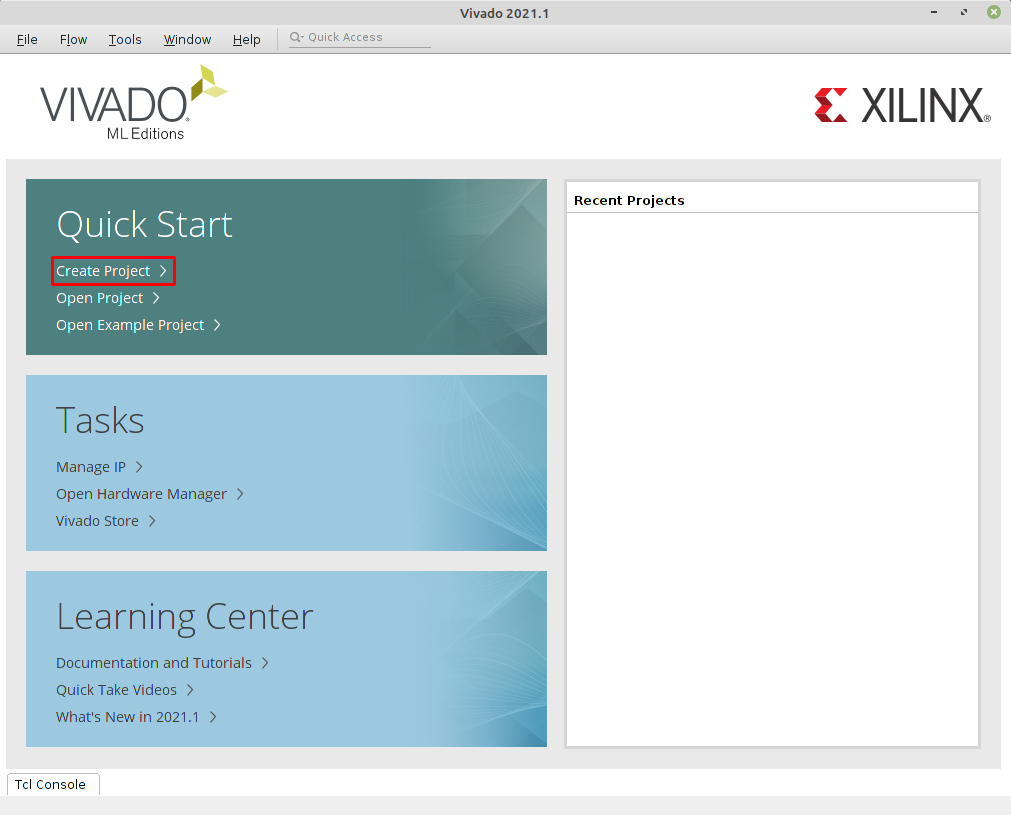 Vivado 2021.1
File Flow Tools Window Help Quick Access
VIVADO.
ML Editions
XILINX®
Quick Start
Create Project >
Open Project >
Open Example Project >
Recent Projects
Tasks
Manage IP >
Open Hardware Manager >
Vivado Store >
Learning Center
Documentation and Tutorials >
Quick Take Videos >
What's New in 2021.1 >
Tcl Console